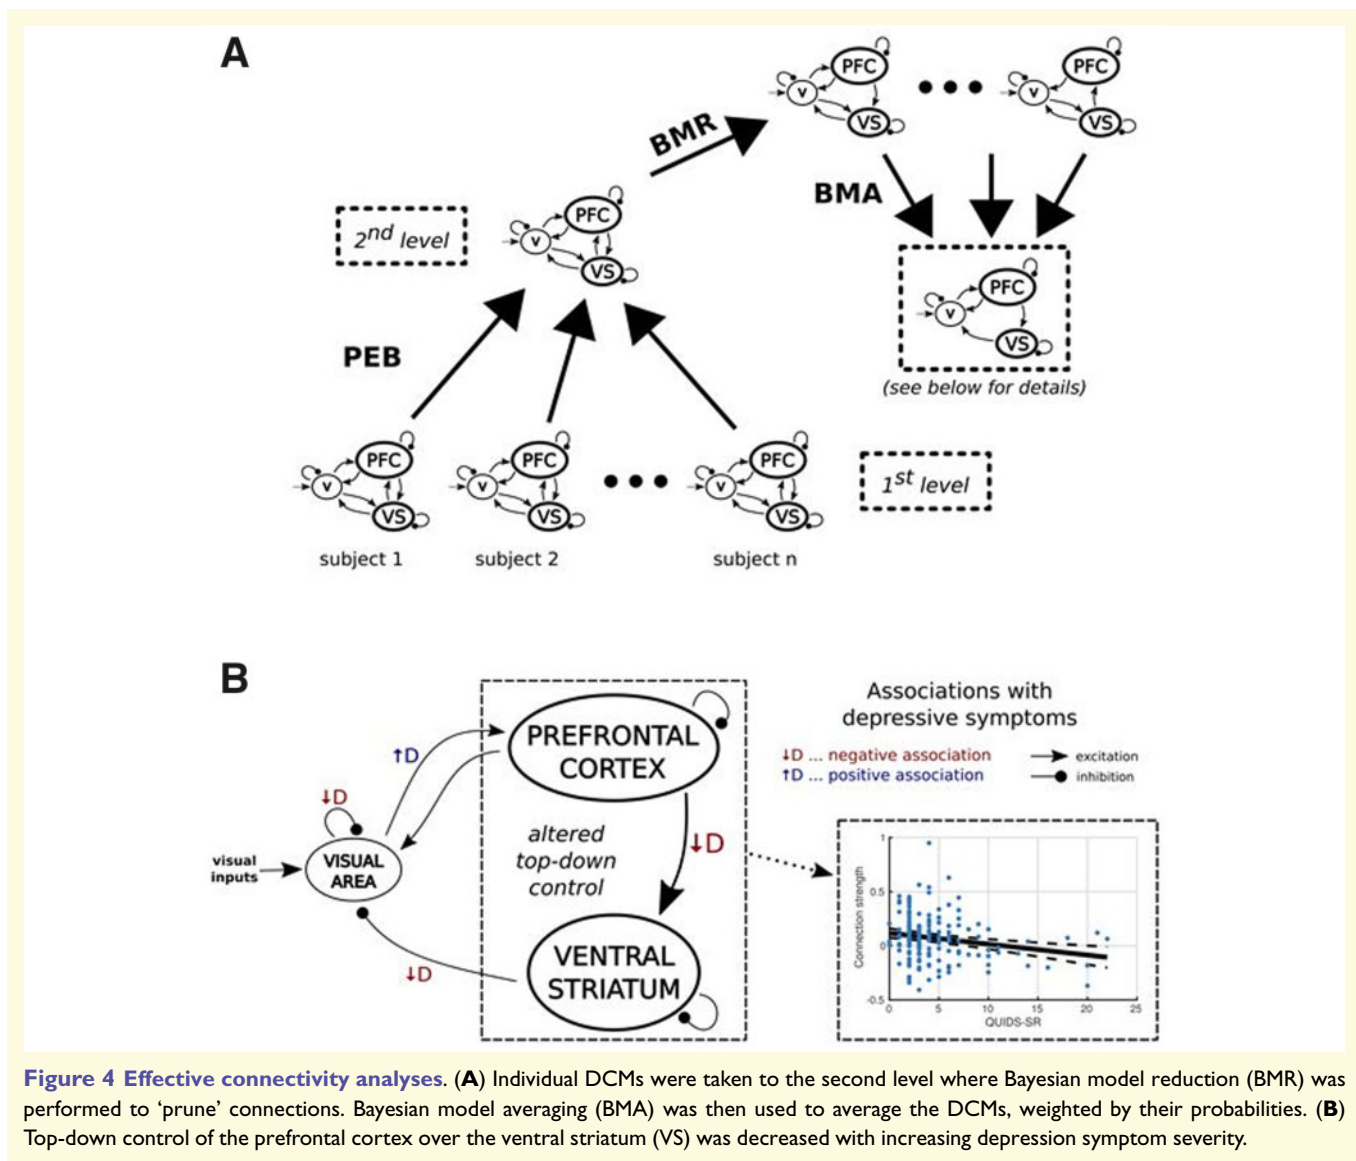 A
PFC
v
VS
PFC
v
VS
BMR
BMA
2nd level
PFC
v
VS
PFC
v
VS
(see below for details)
PEB
PFC
v
VS
PFC
v
VS
PFC
v
VS
1st level
subject 1
subject 2
subject n
B
Associations with
depressive symptoms
↓D ... negative association
excitation
↑D ... positive association
inhibition
PREFRONTAL
CORTEX
↑D
↓D
visual
inputs
VISUAL
AREA
altered
top-down
control
↓D
VENTRAL
STRIATUM
↓D
Connection strength
1
0.5
0
-0.5
0
5
10
15
20
25
QUIDS-SR
Figure 4 Effective connectivity analyses. (A) Individual DCMs were taken to the second level where Bayesian model reduction (BMR) was
performed to ‘prune’ connections. Bayesian model averaging (BMA) was then used to average the DCMs, weighted by their probabilities. (B)
Top-down control of the prefrontal cortex over the ventral striatum (VS) was decreased with increasing depression symptom severity.